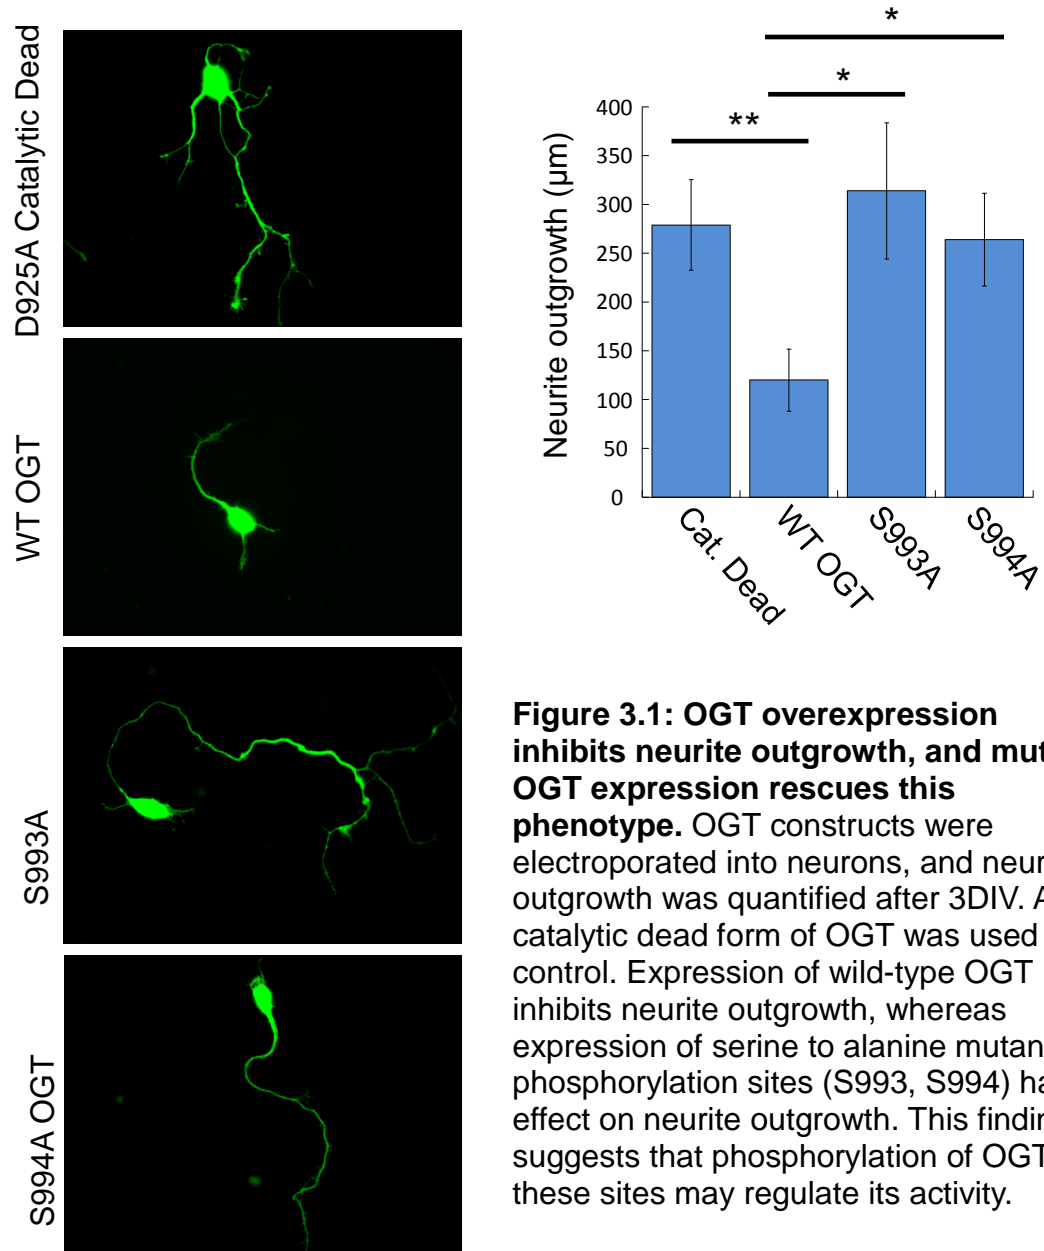 D925A Catalytic Dead
WT OGT
S993A
S994A OGT
*
*
**
Neurite outgrowth (µm)
400
350
300
250
200
150
100
50
0
Cat. Dead
WT OGT
S993A
S994A
Figure 3.1: OGT overexpression
inhibits neurite outgrowth, and mut
OGT expression rescues this
phenotype. OGT constructs were
electroporated into neurons, and neur
outgrowth was quantified after 3DIV. A
catalytic dead form of OGT was used
control. Expression of wild-type OGT
inhibits neurite outgrowth, whereas
expression of serine to alanine mutan
phosphorylation sites (S993, S994) ha
effect on neurite outgrowth. This findin
suggests that phosphorylation of OGT
these sites may regulate its activity.